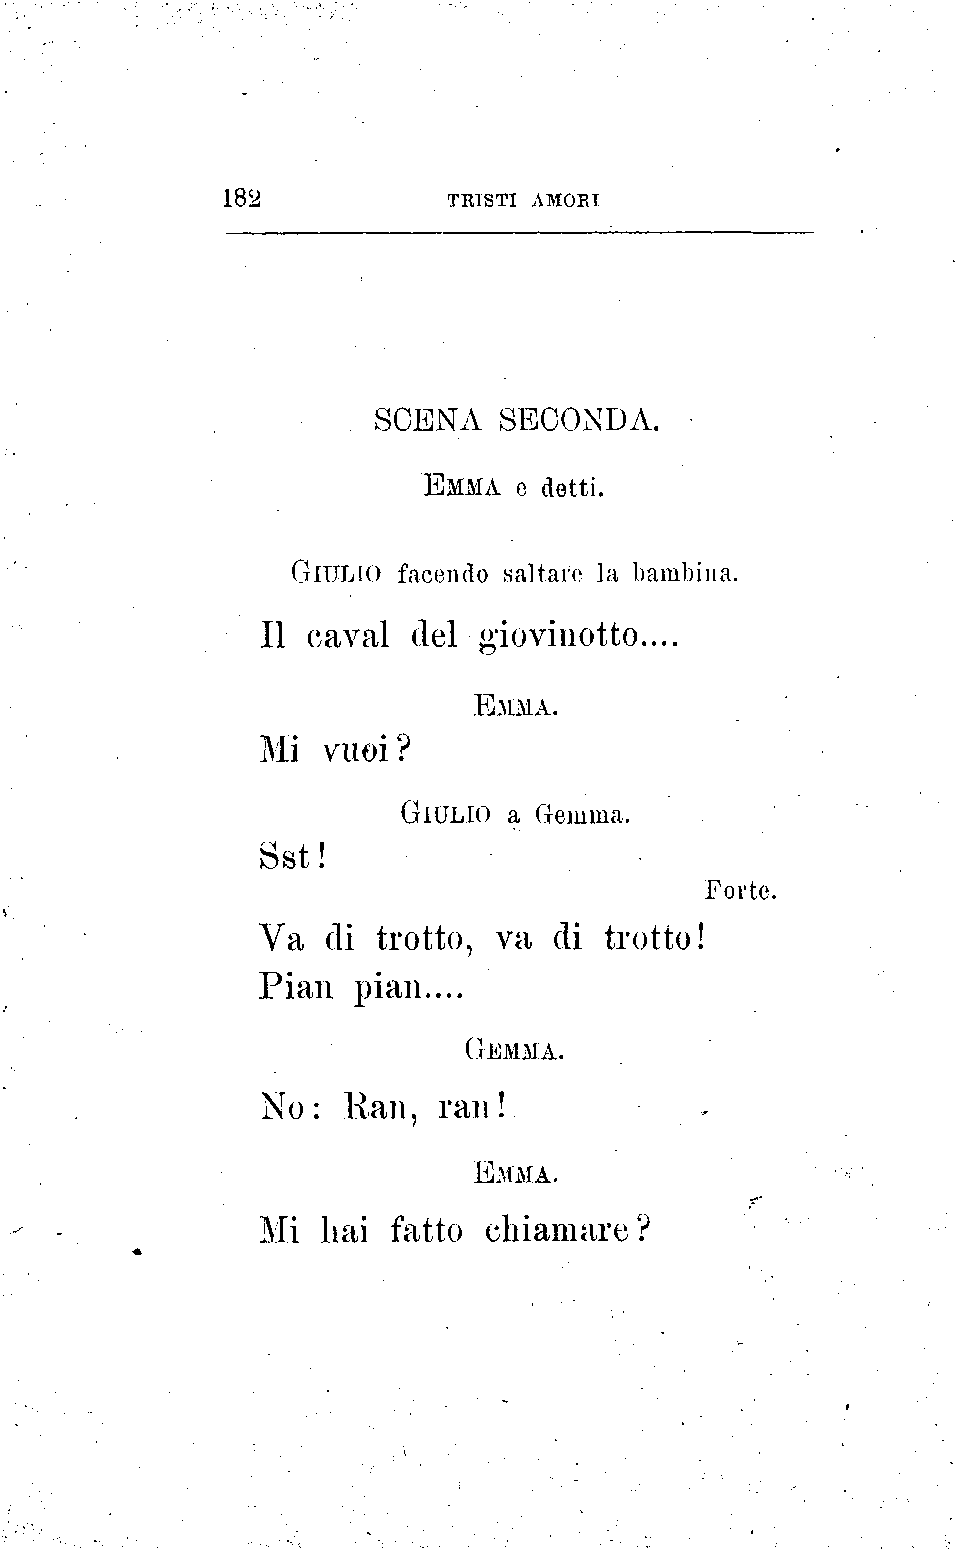 182 TRISTI AMORI
SCENA SECONDA.
EMMA e detti.
GIULIO facendo saltare la bambina.
Il caval del giovinotto....
EMMA.
Mi vuoi?
GIULIO a Gemma.
Sst!
Forte.
Va di trotto, va di trotto!
Pian pian....
GEMMA.
No: Ran, ran!
EMMA.
Mi hai fatto chiamare?